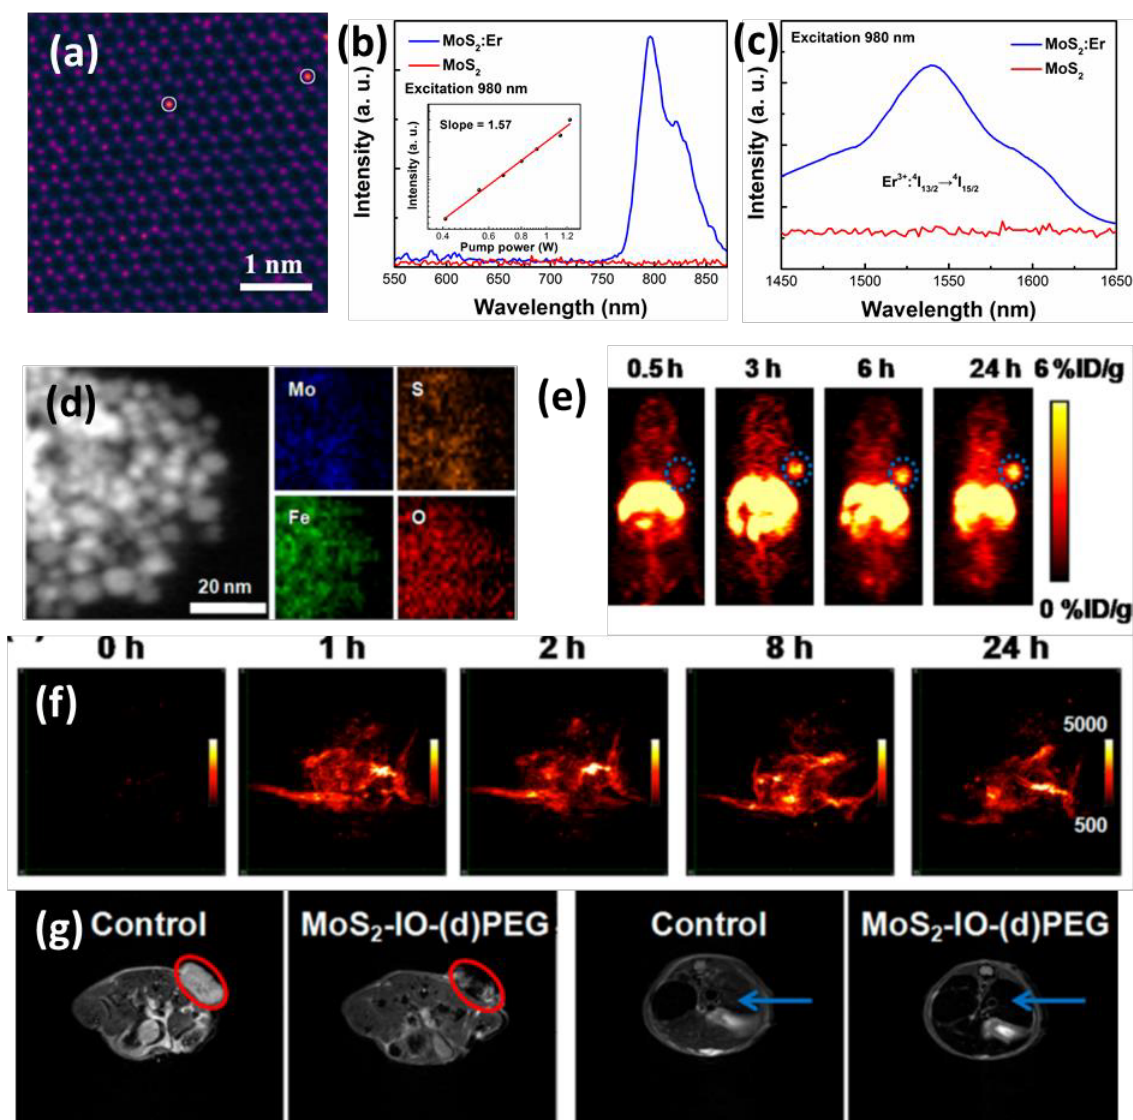 (a)
1 nm
(b)
MoS₂:Er
MoS₂
Excitation 980 nm
Slope = 1.57
Intensity (a. u.)
0.4 0.6 0.8 1 1.2
Pump power (W)
Intensity (a. u.)
550 600 650 700 750 800 850
Wavelength (nm)
(c)
Excitation 980 nm
MoS₂:Er
MoS₂
Er³⁺:⁴I₁₃/₂→⁴I₁₅/₂
Intensity (a. u.)
1450 1500 1550 1600 1650
Wavelength (nm)
(d)
20 nm
Mo
S
Fe
O
(e)
0.5 h 3 h 6 h 24 h 6 %ID/g
0 %ID/g
0 h 1 h 2 h 8 h 24 h
(f)
5000
500
(g)
Control MoS₂-IO-(d)PEG Control MoS₂-IO-(d)PEG